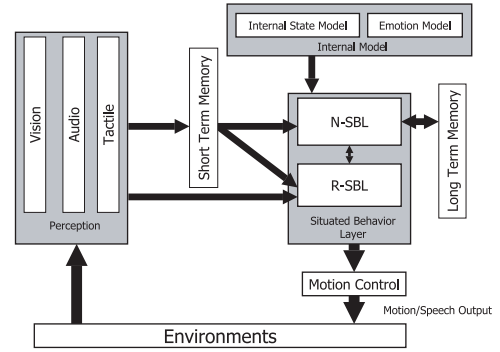 Internal State Model
Emotion Model
Internal Model
Vision
Audio
Tactile
Perception
Short Term Memory
N-SBL
R-SBL
Situated Behavior
Layer
Long Term Memory
Motion Control
Motion/Speech Output
Environments